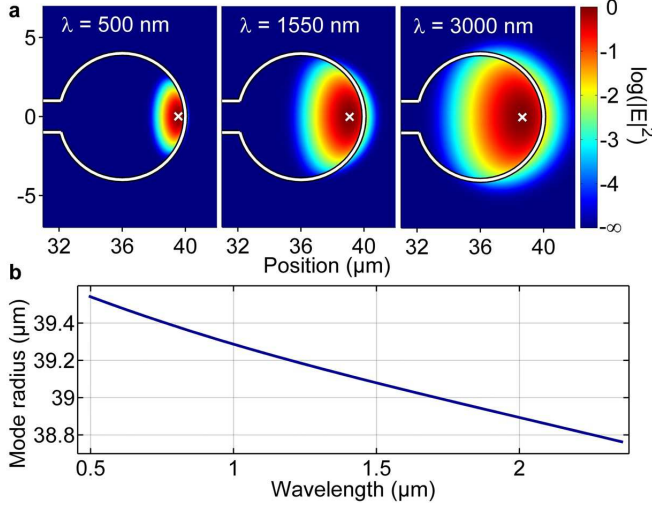 a
λ = 500 nm
λ = 1550 nm
λ = 3000 nm
5
0
-5
32
36
40
32
36
40
32
36
40
Position (µm)
0
-1
-2
-3
-4
-∞
log(|E|²)
b
39.4
39.2
39
38.8
Mode radius (µm)
0.5
1
1.5
2
Wavelength (µm)